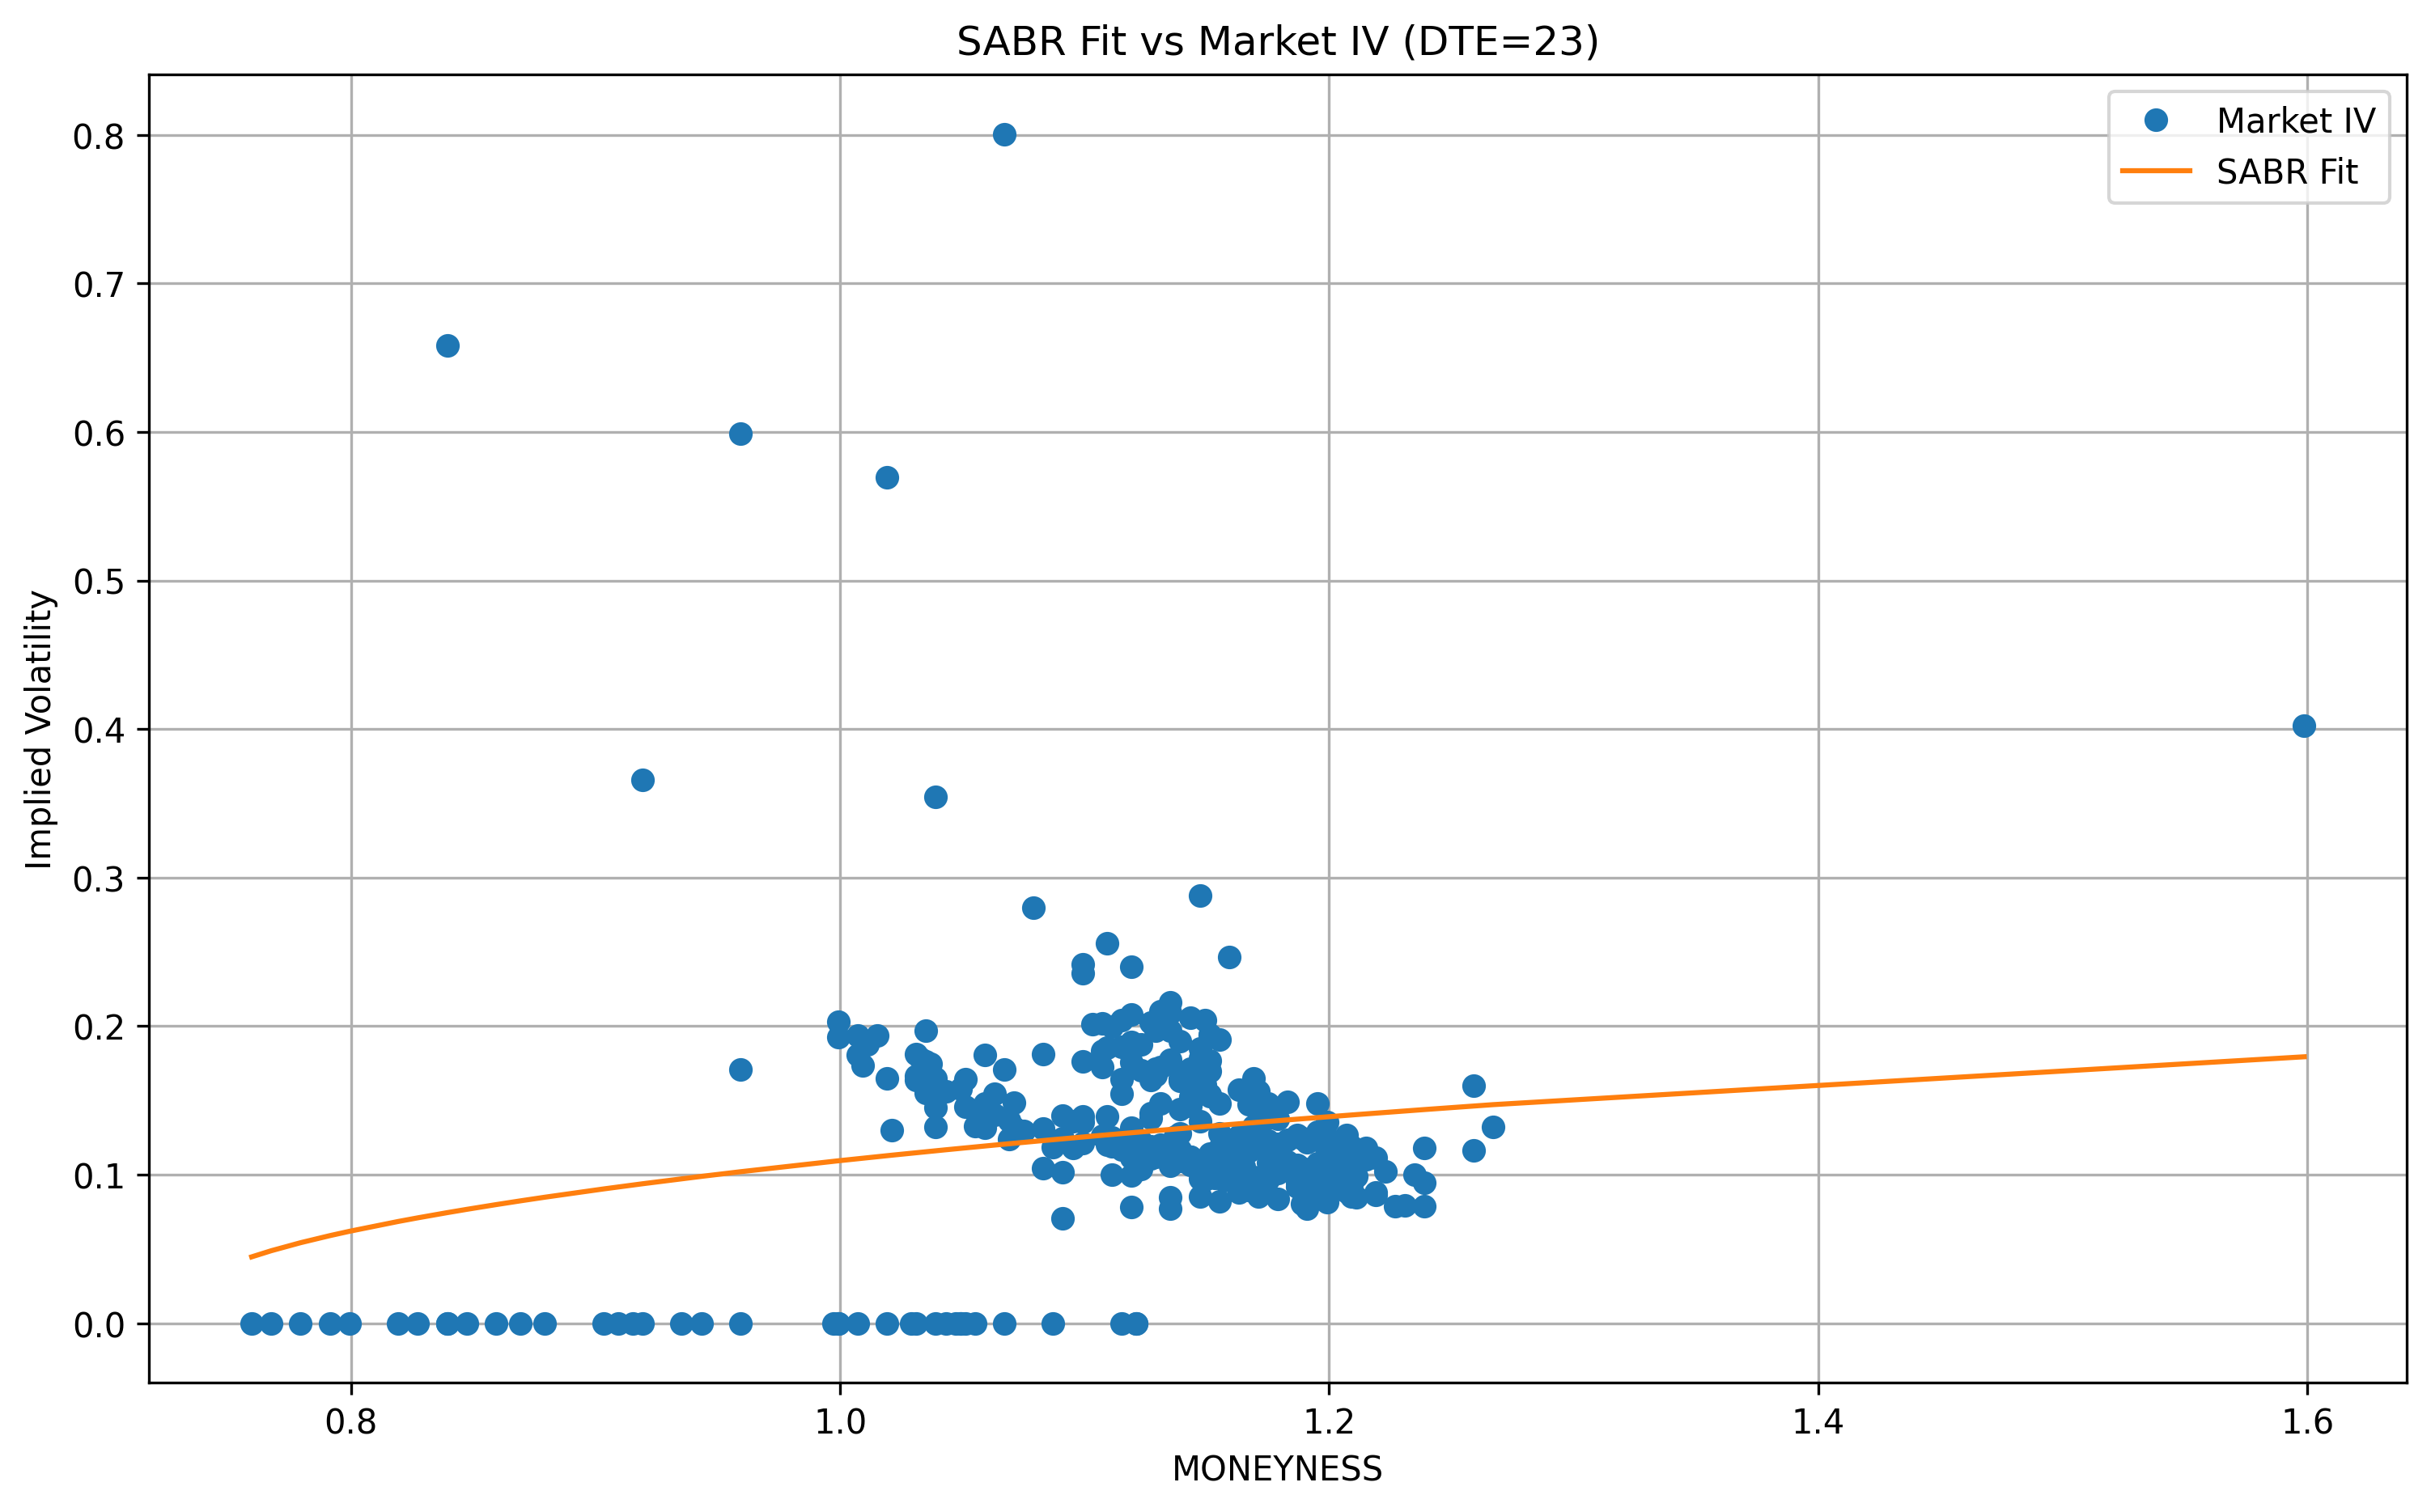 SABR Fit vs Market IV (DTE=23)
Market IV
SABR Fit
Implied Volatility
0.8
0.7
0.6
0.5
0.4
0.3
0.2
0.1
0.0
0.8 1.0 1.2 1.4 1.6
MONEYNESS